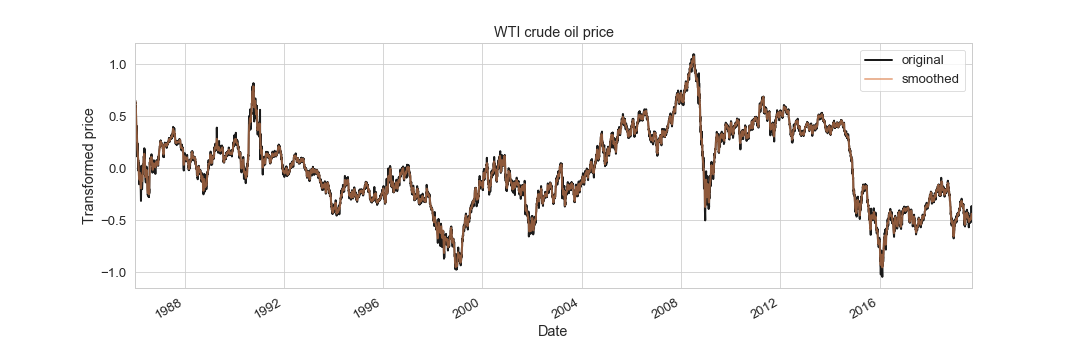 WTI crude oil price
original
smoothed
Transformed price
1.0
0.5
0.0
−0.5
−1.0
1988 1992 1996 2000 2004 2008 2012 2016
Date